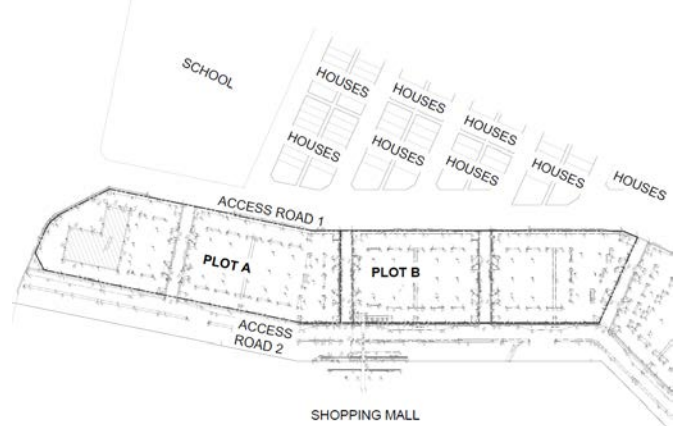 SCHOOL
HOUSES
HOUSES
HOUSES
HOUSES
HOUSES
HOUSES
HOUSES
HOUSES
ACCESS ROAD 1
PLOT A
PLOT B
ACCESS
ROAD 2
SHOPPING MALL